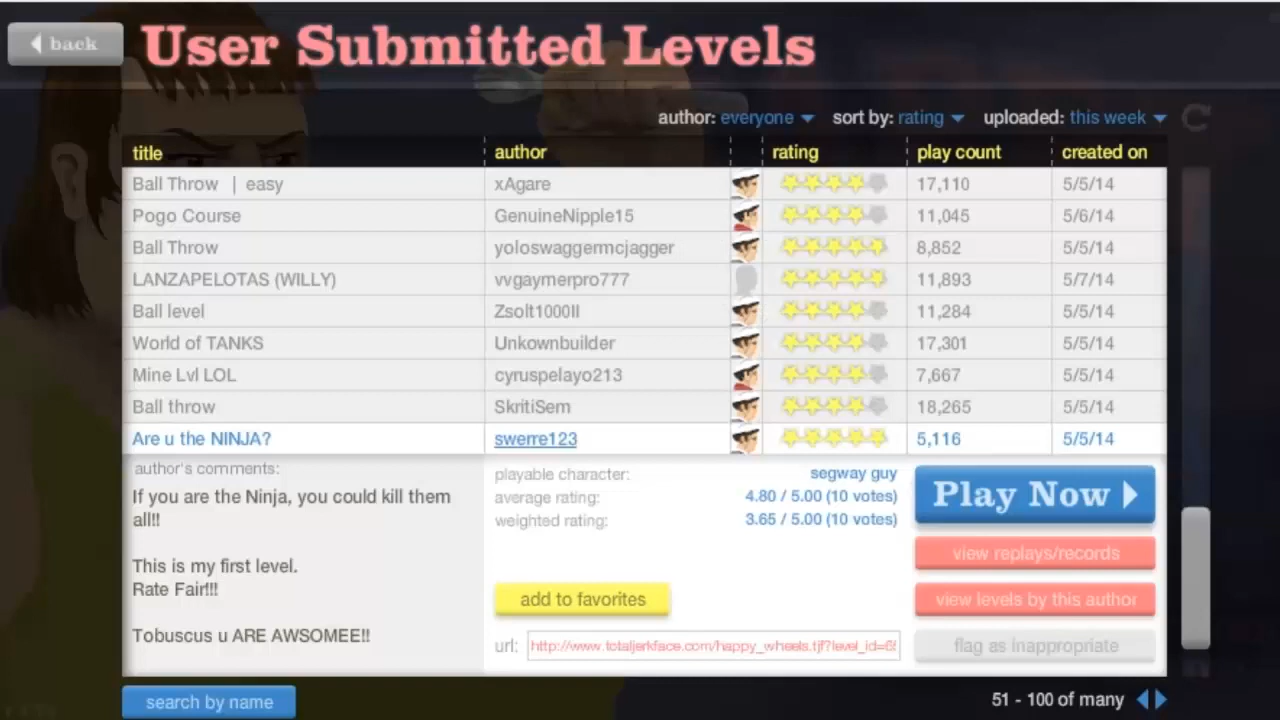 back
User Submitted Levels
author: everyone sort by: rating uploaded: this week
title author rating play count created on
Ball Throw | easy xAgare 17,110 5/5/14
Pogo Course GenuineNipple15 11,045 5/6/14
Ball Throw yoloswaggermcjagger 8,852 5/5/14
LANZAPELOTAS (WILLY) vvgaymerpro777 11,893 5/7/14
Ball level Zsolt1000ll 11,284 5/5/14
World of TANKS Unkownbuilder 17,301 5/5/14
Mine Lvl LOL cyruspelayo213 7,667 5/5/14
Ball throw SkritiSem 18,265 5/5/14
Are u the NINJA? swerre123 5,116 5/5/14
author's comments:
If you are the Ninja, you could kill them
all!!
This is my first level.
Rate Fair!!!
Tobuscus u ARE AWSOMEE!!
playable character: segway guy
average rating: 4.80 / 5.00 (10 votes)
weighted rating: 3.65 / 5.00 (10 votes)
add to favorites
url: http://www.totaljerkface.com/happy_wheels.tjf?level_id=6
Play Now
view replays/records
view levels by this author
flag as inappropriate
search by name
51 - 100 of many